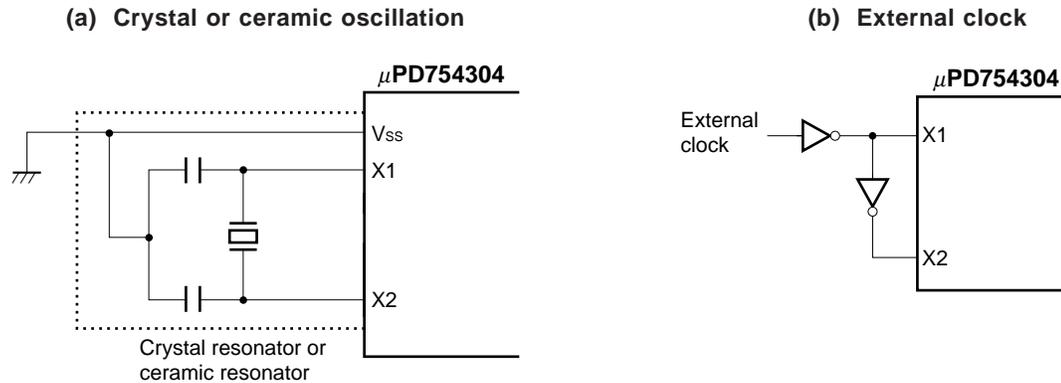 (a) Crystal or ceramic oscillation
μPD754304
VSS
X1
X2
Crystal resonator or
ceramic resonator
(b) External clock
μPD754304
External
clock
X1
X2